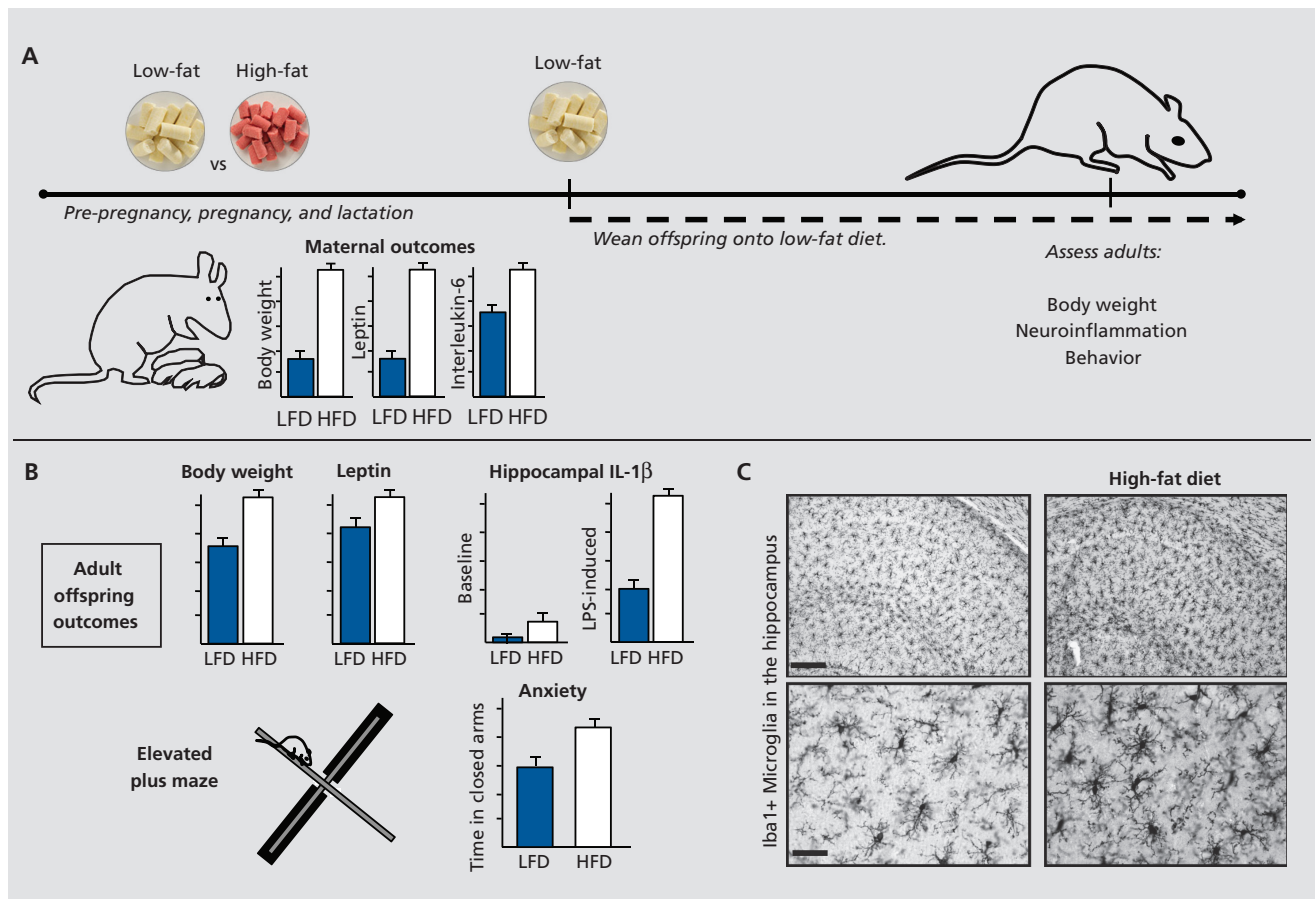 A
Low-fat
High-fat
vs
Low-fat
Pre-pregnancy, pregnancy, and lactation
Wean offspring onto low-fat diet.
Assess adults:
Body weight
Neuroinflammation
Behavior
Maternal outcomes
Body weight
LFD HFD
Leptin
LFD HFD
Interleukin-6
LFD HFD
B
Adult
offspring
outcomes
Body weight
LFD HFD
Leptin
LFD HFD
Hippocampal IL-1β
Baseline
LFD HFD
LPS-induced
LFD HFD
Elevated
plus maze
Anxiety
Time in closed arms
LFD HFD
C
High-fat diet
Iba1+ Microglia in the hippocampus